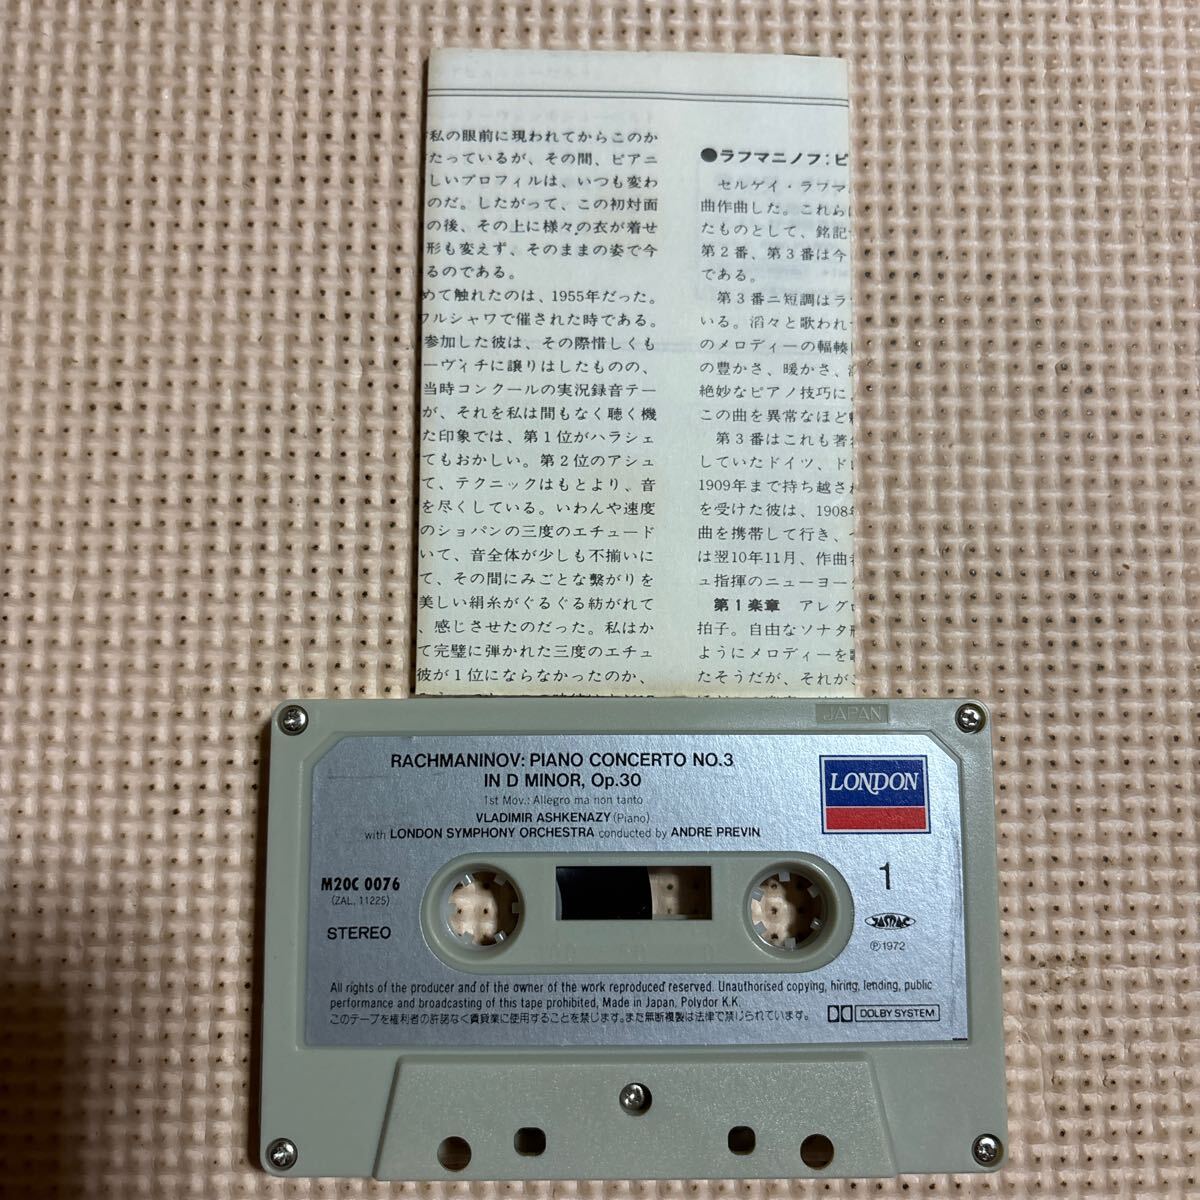 私の眼前に現われてからこのか
たっているが、その間、ピアニ
しいプロフィルは、いつも変わ
のだ。したがって、この初対面
の後、その上に様々の衣が着せ
形も変えず、そのままの姿で今
るのである。
めて触れたのは、1955年だった。
ワルシャワで催された時である。
参加した彼は、その際惜しくも
ーヴィチに譲りはしたものの、
当時コンクールの実況録音テー
が、それを私は間もなく聴く機
た印象では、第1位がハラシェ
てもおかしい。第2位のアシュ
て、テクニックはもとより、音
を尽くしている。いわんや速度
のショパンの三度のエチュード
いて、音全体が少しも不揃いに
て、その間にみごとな繋がりを
美しい絹糸がぐるぐる紡がれて
、感じさせたのだった。私はか
て完璧に弾かれた三度のエチュ
彼が1位にならなかったのか、
●ラフマニノフ:ピ
セルゲイ・ラフマ
曲作曲した。これら
たものとして、銘記
第2番、第3番は今
である。
第3番ニ短調はラ
いる。滔々と歌われ
のメロディーの輻輳
の豊かさ、暖かさ、
絶妙なピアノ技巧に
この曲を異常なほど
第3番はこれも著
していたドイツ、ド
1909年まで持ち越さ
を受けた彼は、1908年
曲を携帯して行き、
は翌10年11月、作曲者
ュ指揮のニューヨー
第1楽章 アレグロ
拍子。自由なソナタ形
ようにメロディーを
たそうだが、それが
JAPAN
RACHMANINOV: PIANO CONCERTO NO.3
IN D MINOR, Op.30
1st Mov.: Allegro ma non tanto
VLADIMIR ASHKENAZY (Piano)
with LONDON SYMPHONY ORCHESTRA conducted by ANDRE PREVIN
LONDON
M20C 0076
(ZAL, 11225)
STEREO
1
JASRAC
Ⓟ1972
All rights of the producer and of the owner of the work reproduced reserved. Unauthorised copying, hiring, lending, public
performance and broadcasting of this tape prohibited, Made in Japan, Polydor K.K.
このテープを権利者の許諾なく賃貸業に使用することを禁じます。また無断複製は法律で禁じられています。
DOLBY SYSTEM